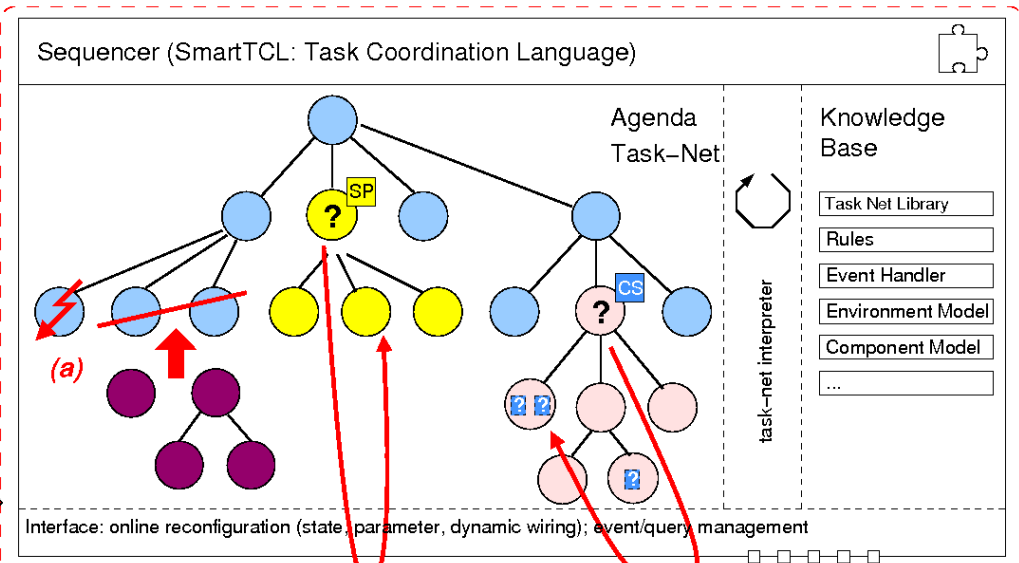 Sequencer (SmartTCL: Task Coordination Language)
Agenda
Task-Net
Knowledge
Base
SP
?
Task Net Library
Rules
Event Handler
CS
?
Environment Model
Component Model
(a)
...
? ?
?
task-net interpreter
Interface: online reconfiguration (state, parameter, dynamic wiring); event/query management